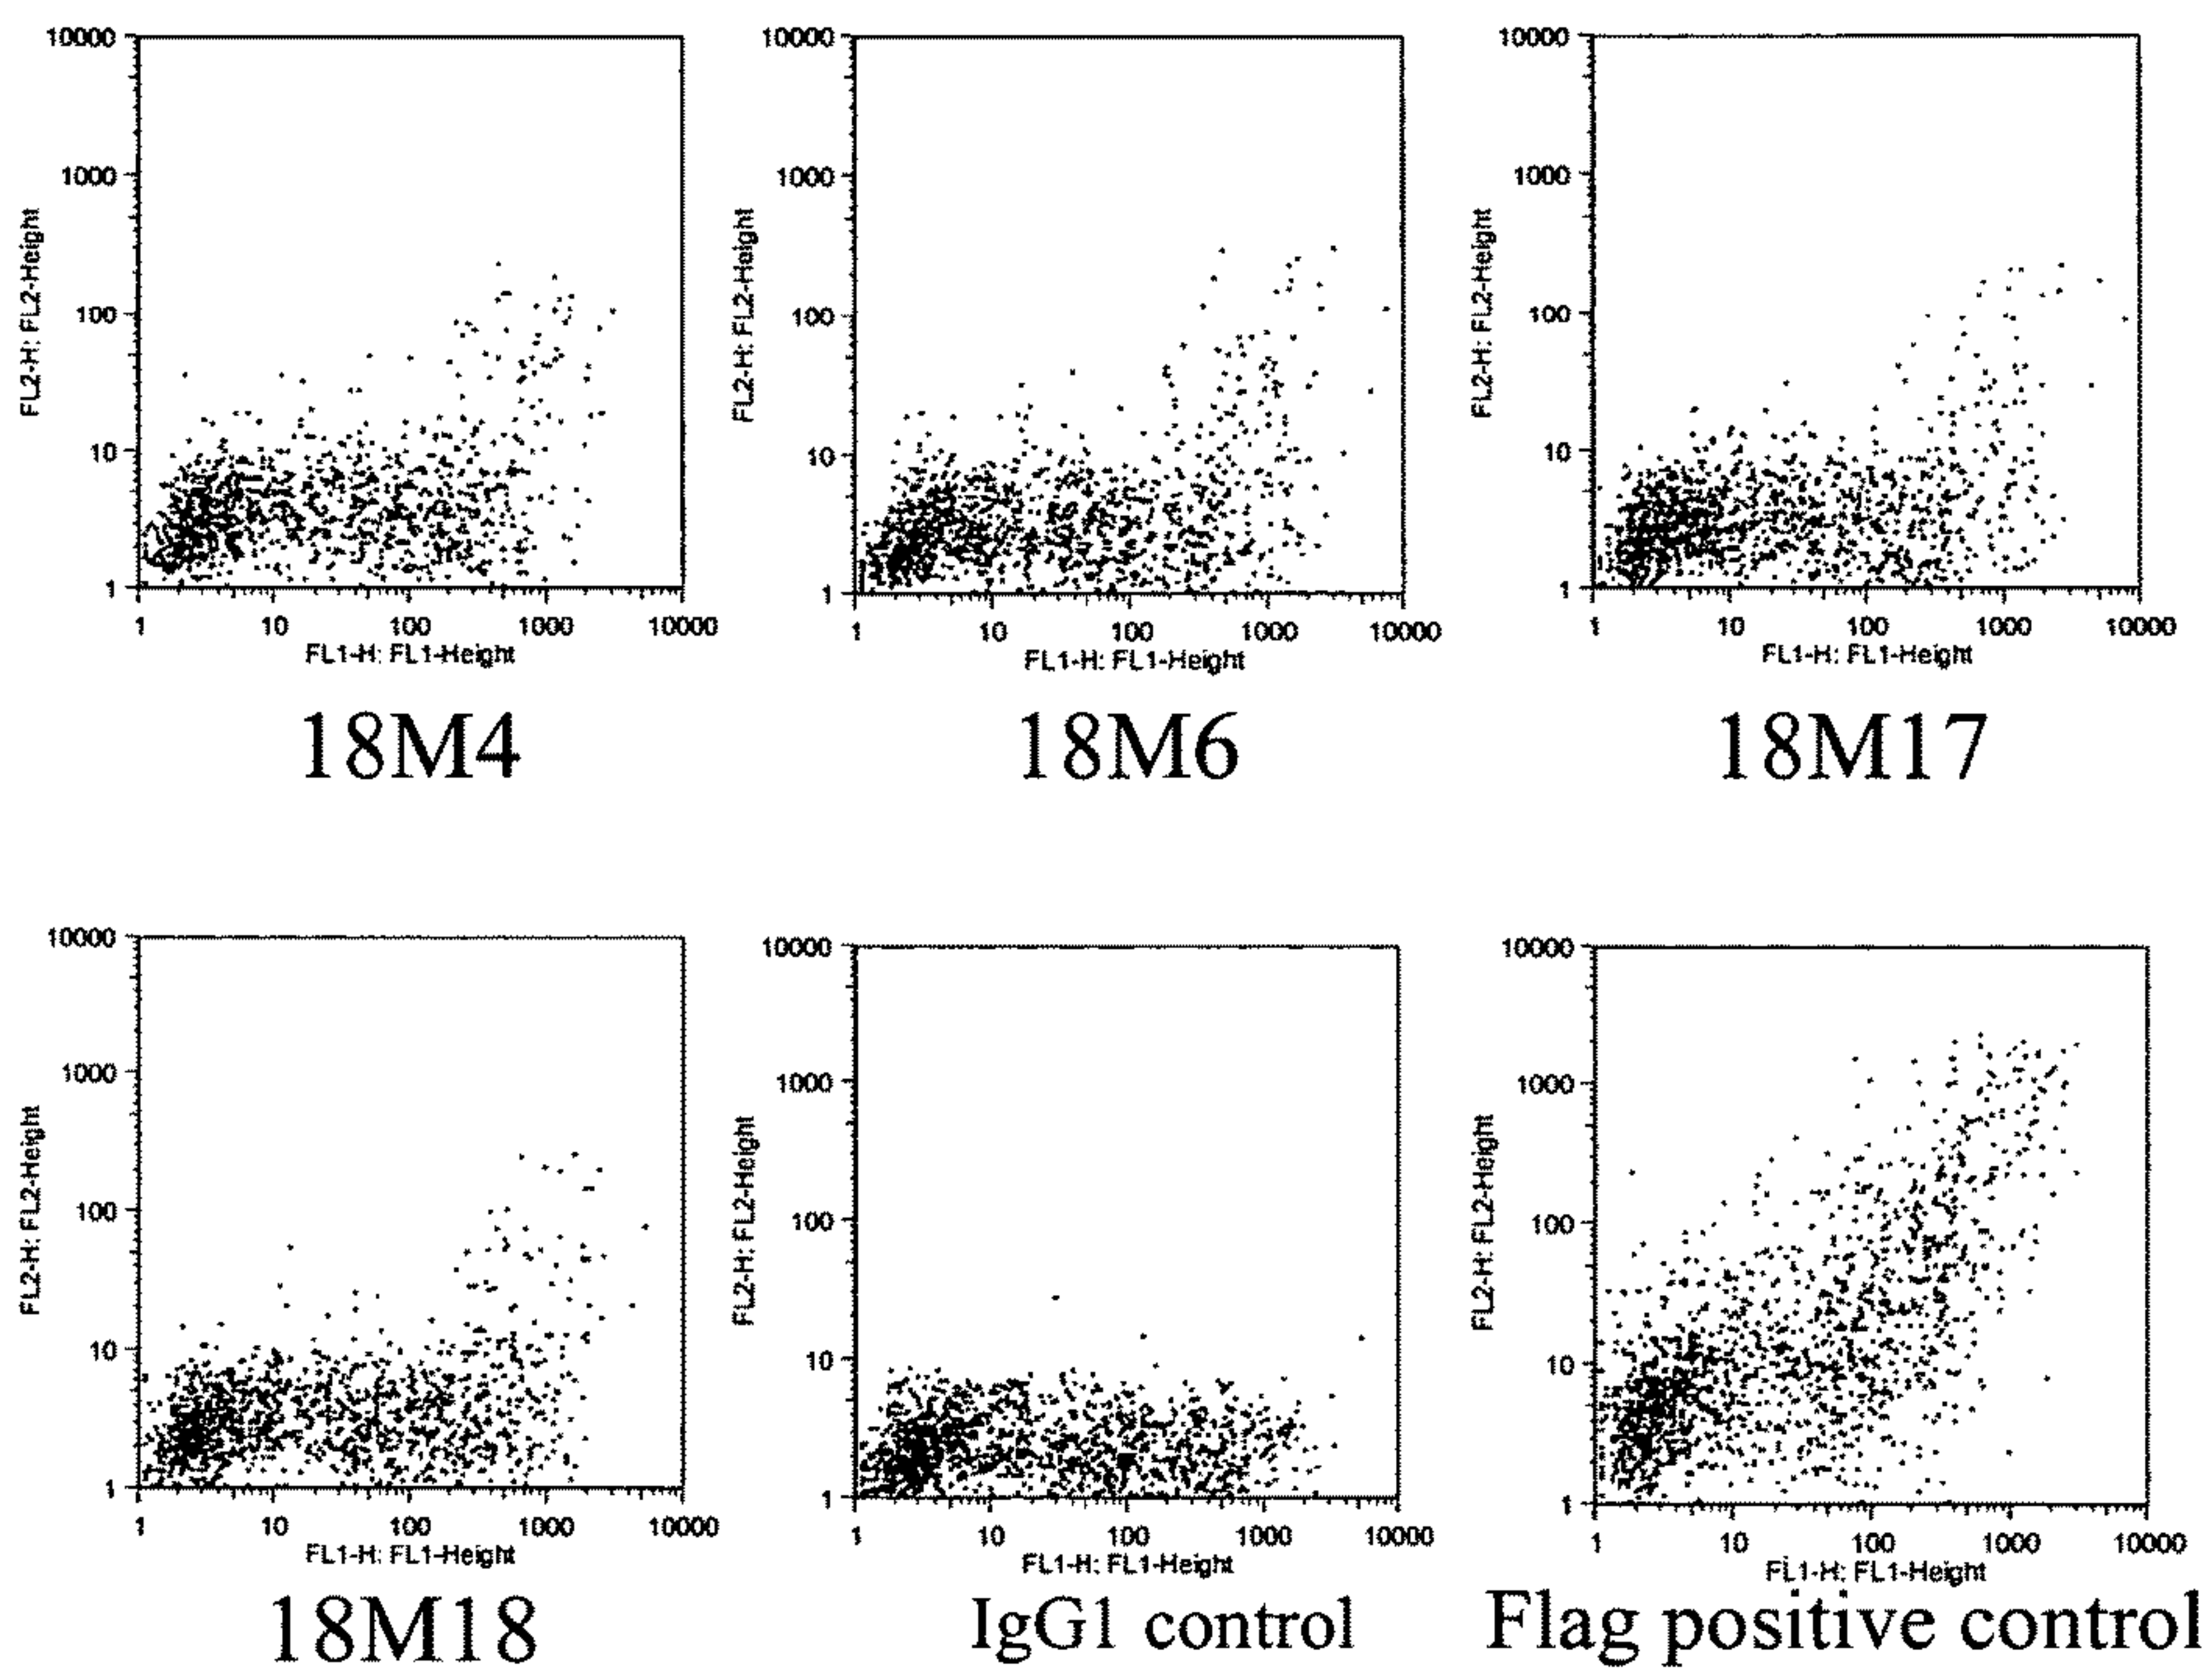 10000
1000
100
10
1
FL2-H: FL2-Height
1 10 100 1000 10000
FL1-H: FL1-Height
18M4
10000
1000
100
10
1
FL2-H: FL2-Height
1 10 100 1000 10000
FL1-H: FL1-Height
18M6
10000
1000
100
10
1
FL2-H: FL2-Height
1 10 100 1000 10000
FL1-H: FL1-Height
18M17
10000
1000
100
10
1
FL2-H: FL2-Height
1 10 100 1000 10000
FL1-H: FL1-Height
18M18
10000
1000
100
10
1
FL2-H: FL2-Height
1 10 100 1000 10000
FL1-H: FL1-Height
IgG1 control
10000
1000
100
10
1
FL2-H: FL2-Height
1 10 100 1000 10000
FL1-H: FL1-Height
Flag positive control